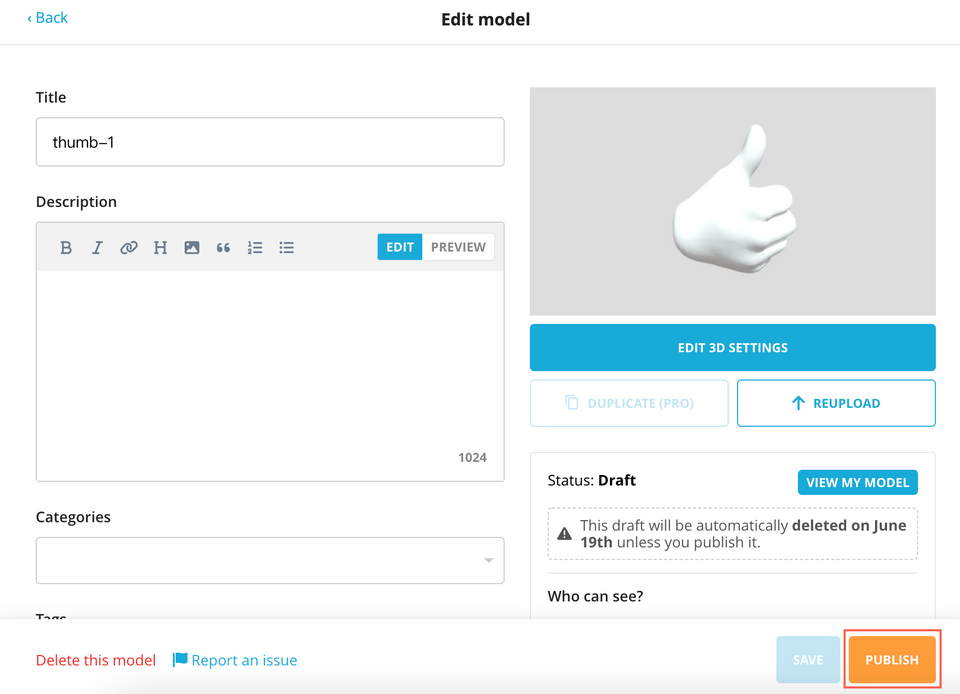 ‹ Back
Edit model
Title
thumb–1
Description
B I H EDIT PREVIEW
1024
Categories
Tags
EDIT 3D SETTINGS
DUPLICATE (PRO)
REUPLOAD
Status: Draft
VIEW MY MODEL
This draft will be automatically deleted on June
19th unless you publish it.
Who can see?
Delete this model
Report an issue
SAVE
PUBLISH